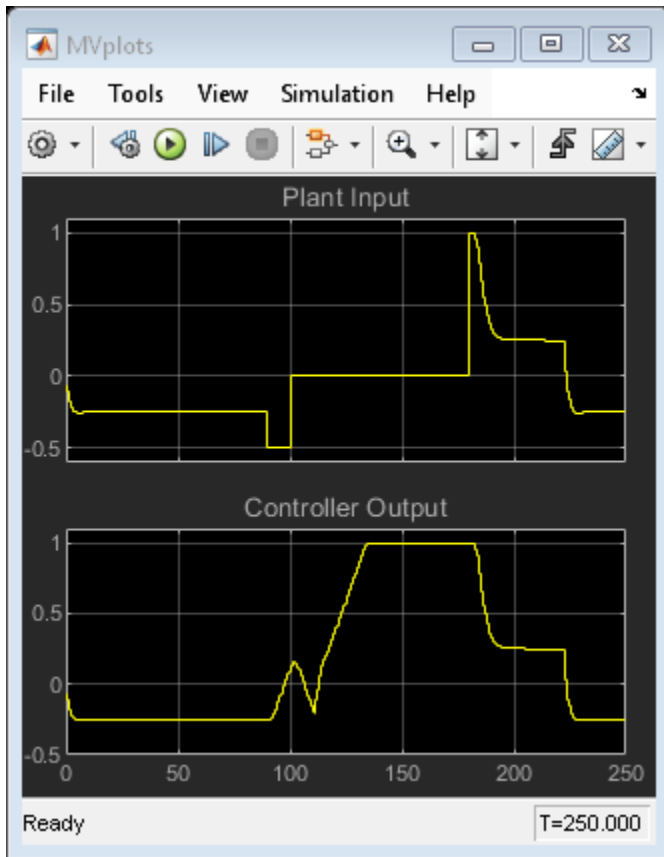 MVplots
File Tools View Simulation Help
Plant Input
1
0.5
0
-0.5
Controller Output
1
0.5
0
-0.5
0 50 100 150 200 250
Ready T=250.000